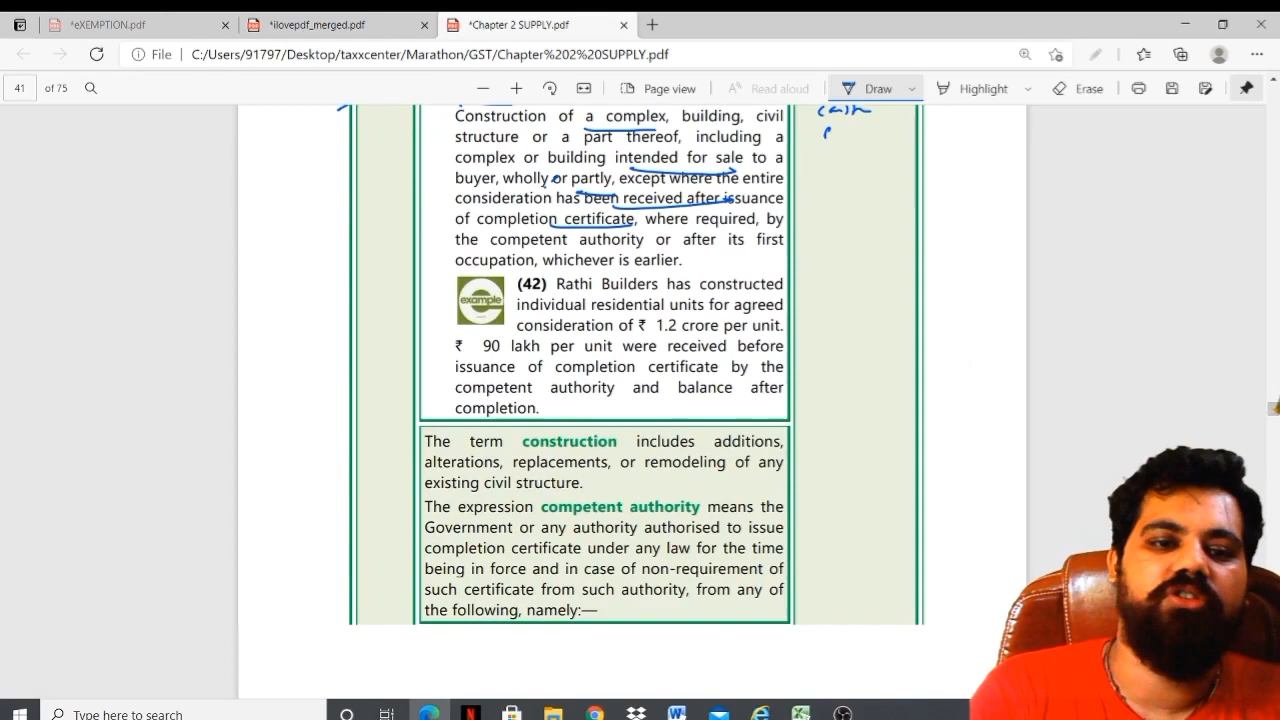 *eXEMPTION.pdf
*ilovepdf_merged.pdf
*Chapter 2 SUPPLY.pdf
File
C:/Users/91797/Desktop/taxxcenter/Marathon/GST/Chapter%202%20SUPPLY.pdf
41 of 75
Page view
Read aloud
Draw
Highlight
Erase
Construction of a complex, building, civil
structure or a part thereof, including a
complex or building intended for sale to a
buyer, wholly or partly, except where the entire
consideration has been received after issuance
of completion certificate, where required, by
the competent authority or after its first
occupation, whichever is earlier.
example
(42) Rathi Builders has constructed
individual residential units for agreed
consideration of ₹ 1.2 crore per unit.
₹ 90 lakh per unit were received before
issuance of completion certificate by the
competent authority and balance after
completion.
The term construction includes additions,
alterations, replacements, or remodeling of any
existing civil structure.
The expression competent authority means the
Government or any authority authorised to issue
completion certificate under any law for the time
being in force and in case of non-requirement of
such certificate from such authority, from any of
the following, namely:—
Type here to search